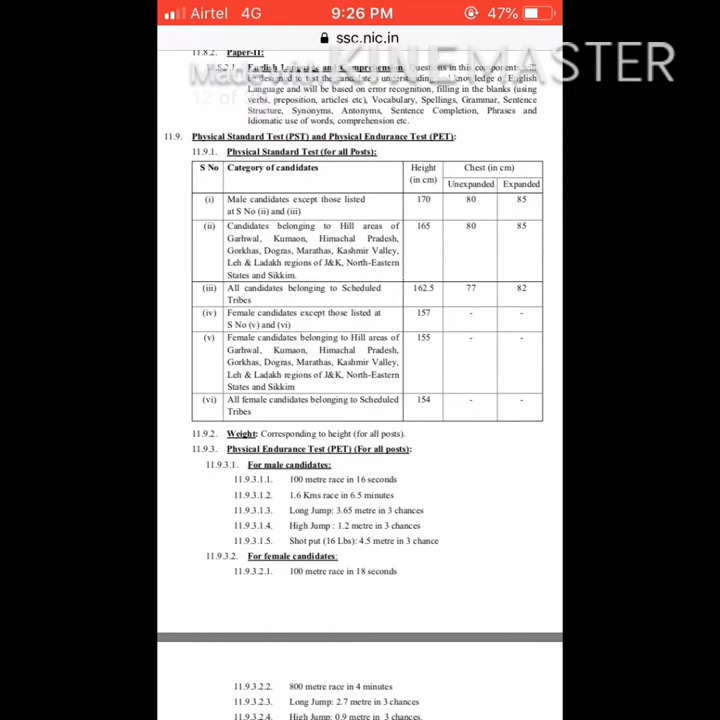 Airtel 4G 9:26 PM 47%
ssc.nic.in
Made with KINEMASTER
12 of
11.8.2. Paper-II:
11.8.2.1. English Language and Comprehension: Questions in this components will
be designed to test the candidate's understanding and knowledge of English
Language and will be based on error recognition, filling in the blanks (using
verbs, preposition, articles etc), Vocabulary, Spellings, Grammar, Sentence
Structure, Synonyms, Antonyms, Sentence Completion, Phrases and
Idiomatic use of words, comprehension etc.
11.9. Physical Standard Test (PST) and Physical Endurance Test (PET):
11.9.1. Physical Standard Test (for all Posts):
S No Category of candidates Height Chest (in cm)
(in cm) Unexpanded Expanded
(i) Male candidates except those listed 170 80 85
at S No (ii) and (iii)
(ii) Candidates belonging to Hill areas of 165 80 85
Garhwal, Kumaon, Himachal Pradesh,
Gorkhas, Dogras, Marathas, Kashmir Valley,
Leh & Ladakh regions of J&K, North-Eastern
States and Sikkim.
(iii) All candidates belonging to Scheduled 162.5 77 82
Tribes
(iv) Female candidates except those listed at 157 - -
S No (v) and (vi)
(v) Female candidates belonging to Hill areas of 155 - -
Garhwal, Kumaon, Himachal Pradesh,
Gorkhas, Dogras, Marathas, Kashmir Valley,
Leh & Ladakh regions of J&K, North-Eastern
States and Sikkim
(vi) All female candidates belonging to Scheduled 154 - -
Tribes
11.9.2. Weight: Corresponding to height (for all posts).
11.9.3. Physical Endurance Test (PET) (For all posts):
11.9.3.1. For male candidates:
11.9.3.1.1. 100 metre race in 16 seconds
11.9.3.1.2. 1.6 Kms race in 6.5 minutes
11.9.3.1.3. Long Jump: 3.65 metre in 3 chances
11.9.3.1.4. High Jump : 1.2 metre in 3 chances
11.9.3.1.5. Shot put (16 Lbs): 4.5 metre in 3 chance
11.9.3.2. For female candidates:
11.9.3.2.1. 100 metre race in 18 seconds
11.9.3.2.2. 800 metre race in 4 minutes
11.9.3.2.3. Long Jump: 2.7 metre in 3 chances
11.9.3.2.4. High Jump: 0.9 metre in 3 chances.